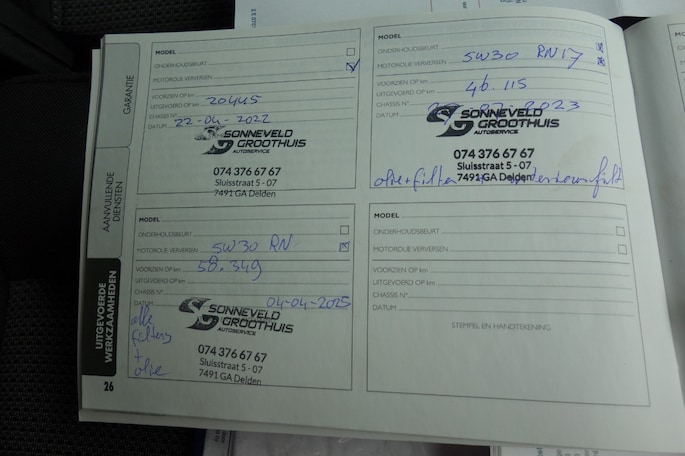 GARANTIE
AANVULLENDE DIENSTEN
UITGEVOERDE WERKZAAMHEDEN
26
MODEL
ONDERHOUDSBEURT
MOTOROLIE VERVERSEN
VOORZIEN OP km
UITGEVOERD OP km 20445
CHASSIS N°
DATUM 22-04-2022
SONNEVELD
GROOTHUIS
AUTOSERVICE
074 376 67 67
Sluisstraat 5 - 07
7491 GA Delden
MODEL
ONDERHOUDSBEURT
MOTOROLIE VERVERSEN 5W30 RN17
VOORZIEN OP km
UITGEVOERD OP km 46.115
CHASSIS N°
DATUM 07-2023
SONNEVELD
GROOTHUIS
AUTOSERVICE
074 376 67 67
Sluisstraat 5 - 07
7491 GA Delden
olie+filter + interieurfilt
MODEL
ONDERHOUDSBEURT
MOTOROLIE VERVERSEN 5W30 RN
VOORZIEN OP km 58.349
UITGEVOERD OP km
CHASSIS N°
DATUM 04-04-2025
SONNEVELD
GROOTHUIS
AUTOSERVICE
074 376 67 67
Sluisstraat 5 - 07
7491 GA Delden
alle
filters
+
olie
MODEL
ONDERHOUDSBEURT
MOTOROLIE VERVERSEN
VOORZIEN OP km
UITGEVOERD OP km
CHASSIS N°
DATUM
STEMPEL EN HANDTEKENING